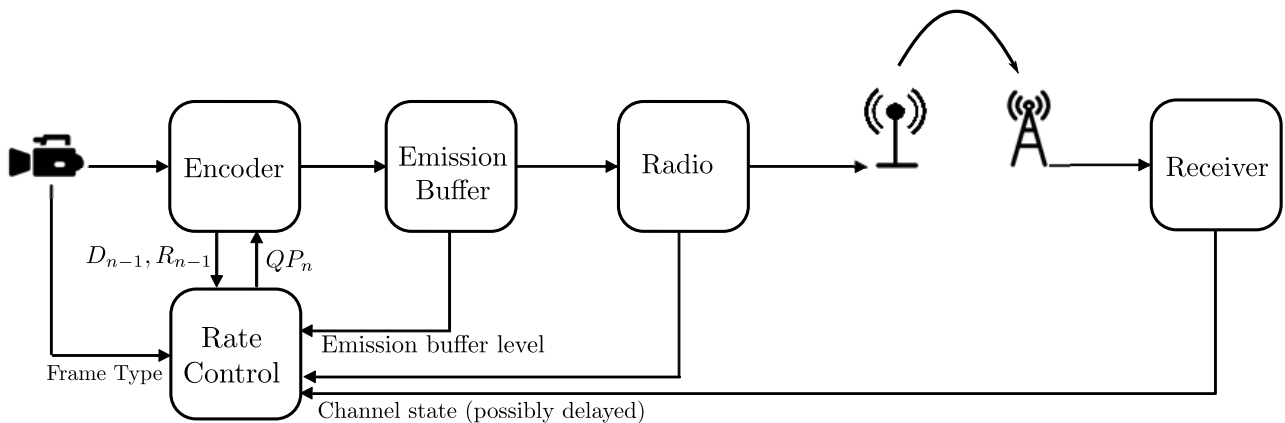 Encoder
Emission
Buffer
Radio
Receiver
$D_{n-1}, R_{n-1}$
$QP_n$
Rate
Control
Emission buffer level
Frame Type
Channel state (possibly delayed)